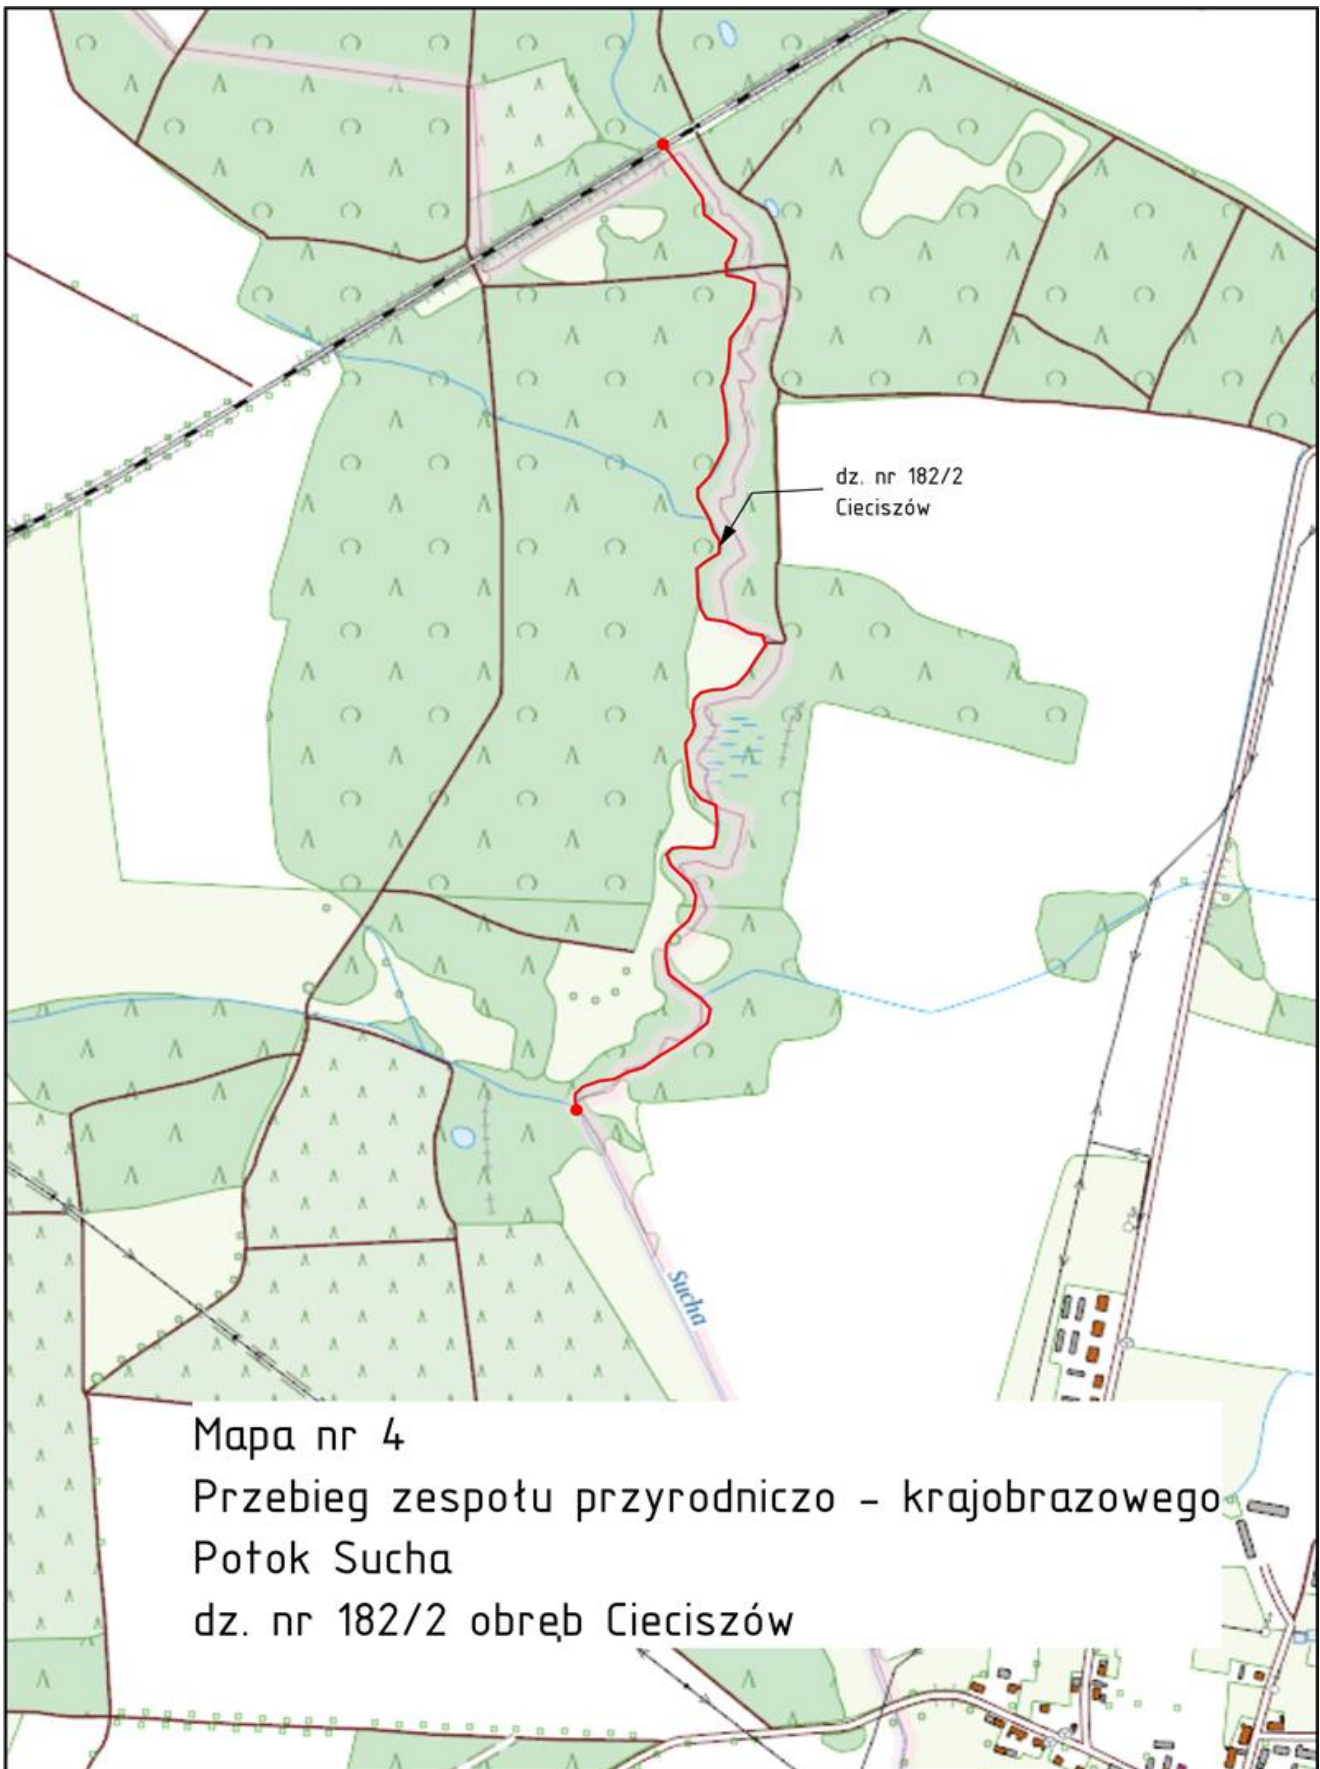 dz. nr 182/2
Cieciszów
Sucha
Mapa nr 4
Przebieg zespołu przyrodniczo - krajobrazowego
Potok Sucha
dz. nr 182/2 obręb Cieciszów